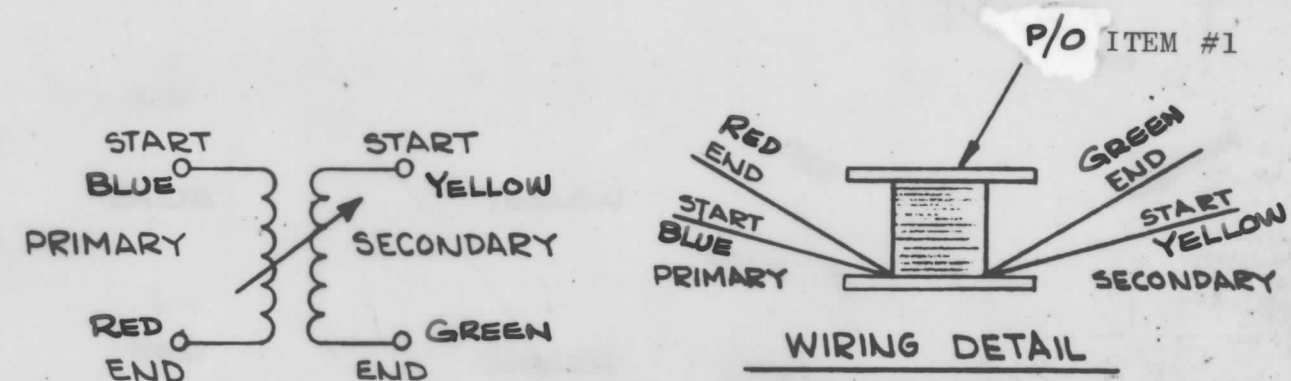 P/O ITEM #1
START
BLUE
PRIMARY
RED
END
START
YELLOW
SECONDARY
GREEN
END
RED
END
START
BLUE
PRIMARY
GREEN
END
START
YELLOW
SECONDARY
WIRING DETAIL